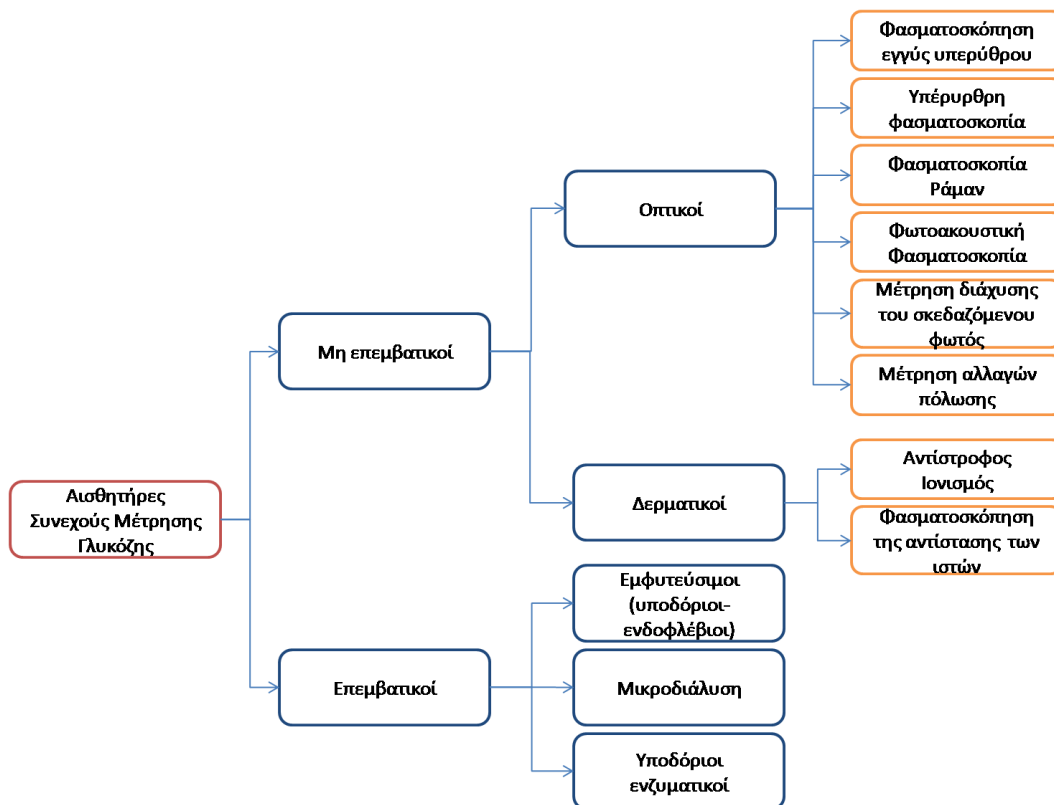 Αισθητήρες
Συνεχούς Μέτρησης
Γλυκόζης
Μη επεμβατικοί
Οπτικοί
Φασματοσκόπηση
εγγύς υπερύθρου
Υπέρυρθρη
φασματοσκοπία
Φασματοσκοπία
Ράμαν
Φωτοακουστική
Φασματοσκοπία
Μέτρηση διάχυσης
του σκεδαζόμενου
φωτός
Μέτρηση αλλαγών
πόλωσης
Δερματικοί
Αντίστροφος
Ιονισμός
Φασματοσκόπηση
της αντίστασης των
ιστών
Επεμβατικοί
Εμφυτεύσιμοι
(υποδόριοι-
ενδοφλέβιοι)
Μικροδιάλυση
Υποδόριοι
ενζυματικοί